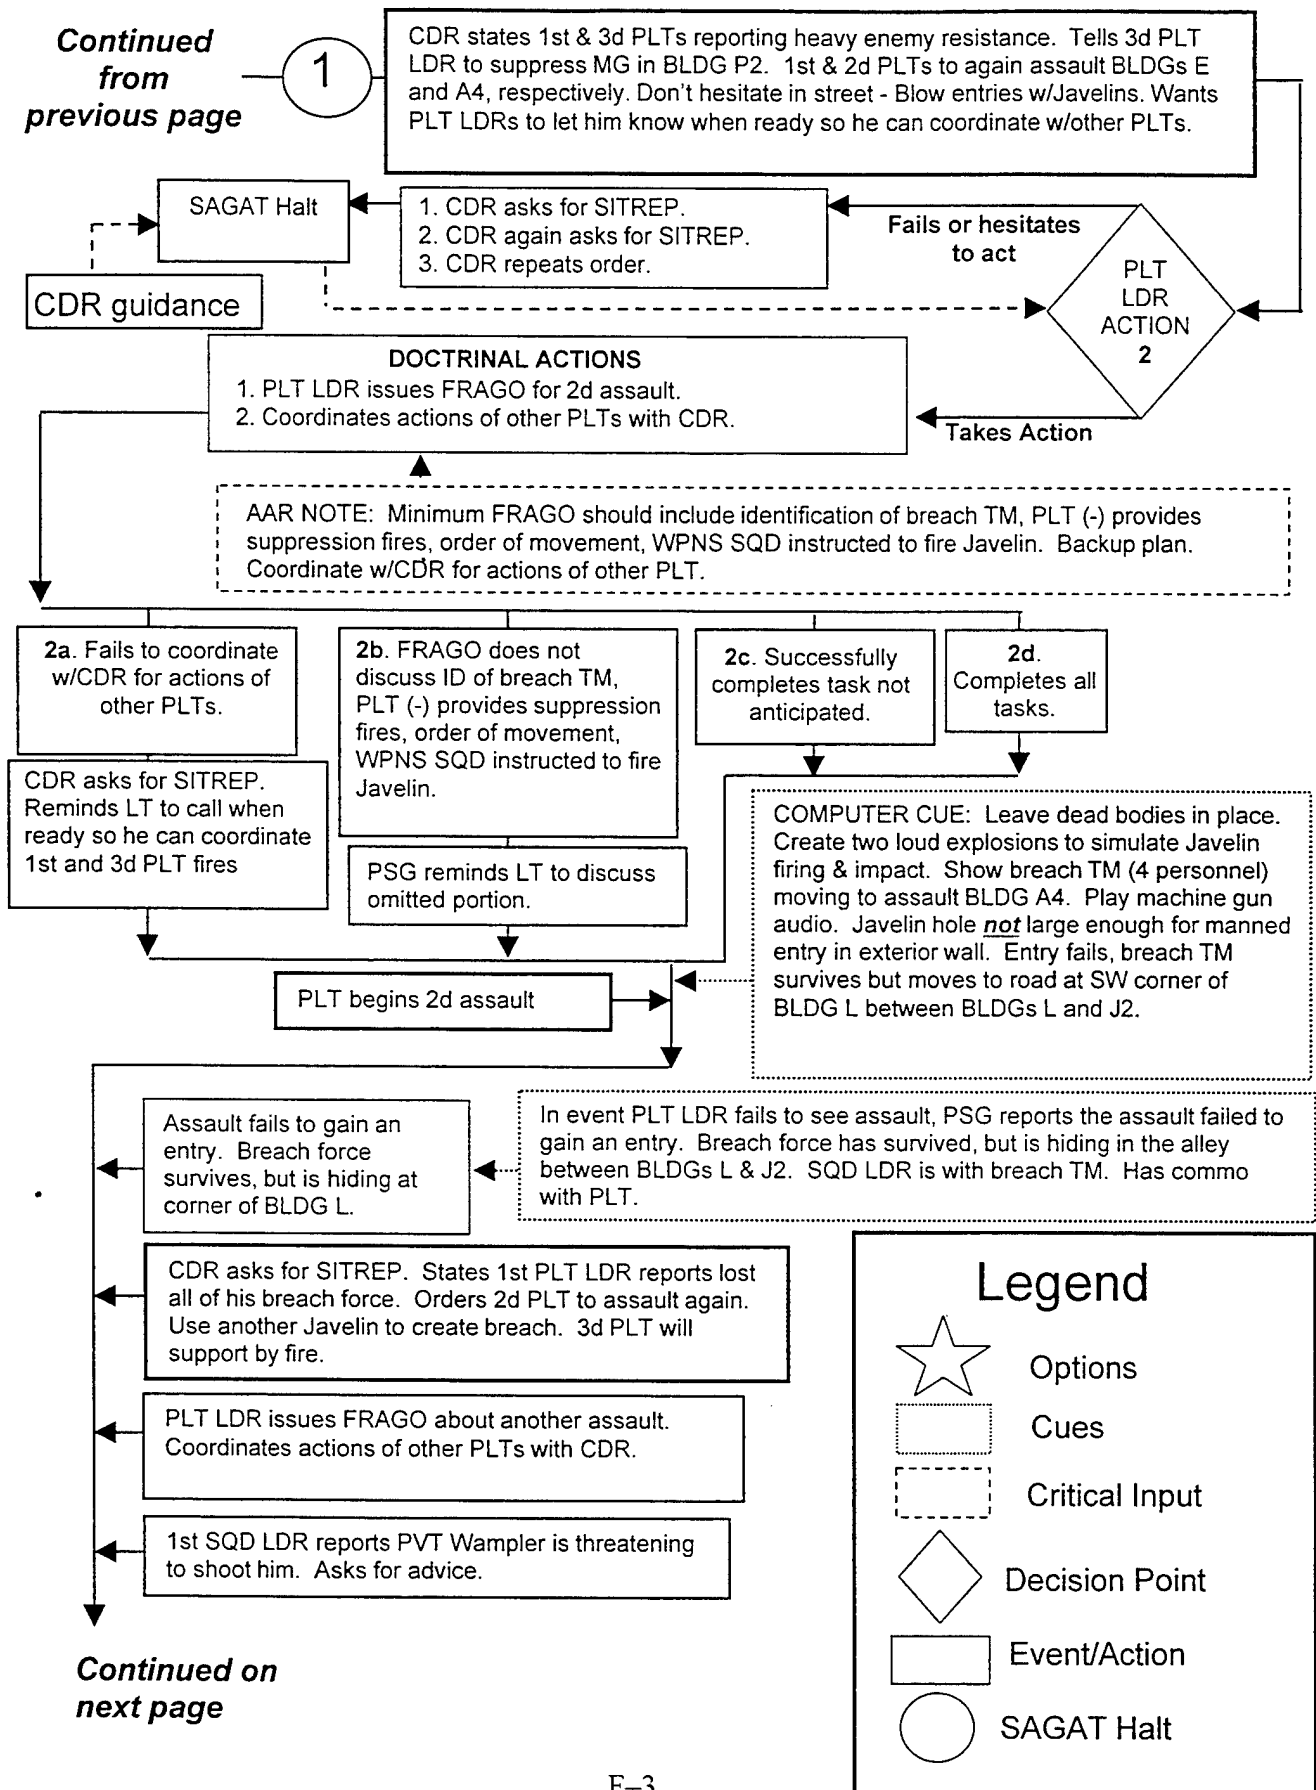 Continued
from
previous page
1
CDR states 1st & 3d PLTs reporting heavy enemy resistance. Tells 3d PLT
LDR to suppress MG in BLDG P2. 1st & 2d PLTs to again assault BLDGs E
and A4, respectively. Don't hesitate in street - Blow entries w/Javelins. Wants
PLT LDRs to let him know when ready so he can coordinate w/other PLTs.
SAGAT Halt
1. CDR asks for SITREP.
2. CDR again asks for SITREP.
3. CDR repeats order.
Fails or hesitates
to act
PLT
LDR
ACTION
2
CDR guidance
DOCTRINAL ACTIONS
1. PLT LDR issues FRAGO for 2d assault.
2. Coordinates actions of other PLTs with CDR.
Takes Action
AAR NOTE: Minimum FRAGO should include identification of breach TM, PLT (-) provides
suppression fires, order of movement, WPNS SQD instructed to fire Javelin. Backup plan.
Coordinate w/CDR for actions of other PLT.
2a. Fails to coordinate
w/CDR for actions of
other PLTs.
2b. FRAGO does not
discuss ID of breach TM,
PLT (-) provides suppression
fires, order of movement,
WPNS SQD instructed to fire
Javelin.
2c. Successfully
completes task not
anticipated.
2d.
Completes all
tasks.
CDR asks for SITREP.
Reminds LT to call when
ready so he can coordinate
1st and 3d PLT fires
PSG reminds LT to discuss
omitted portion.
COMPUTER CUE: Leave dead bodies in place.
Create two loud explosions to simulate Javelin
firing & impact. Show breach TM (4 personnel)
moving to assault BLDG A4. Play machine gun
audio. Javelin hole not large enough for manned
entry in exterior wall. Entry fails, breach TM
survives but moves to road at SW corner of
BLDG L between BLDGs L and J2.
PLT begins 2d assault
Assault fails to gain an
entry. Breach force
survives, but is hiding at
corner of BLDG L.
In event PLT LDR fails to see assault, PSG reports the assault failed to
gain an entry. Breach force has survived, but is hiding in the alley
between BLDGs L & J2. SQD LDR is with breach TM. Has commo
with PLT.
CDR asks for SITREP. States 1st PLT LDR reports lost
all of his breach force. Orders 2d PLT to assault again.
Use another Javelin to create breach. 3d PLT will
support by fire.
PLT LDR issues FRAGO about another assault.
Coordinates actions of other PLTs with CDR.
1st SQD LDR reports PVT Wampler is threatening
to shoot him. Asks for advice.
Continued on
next page
Legend
Options
Cues
Critical Input
Decision Point
Event/Action
SAGAT Halt
F-3